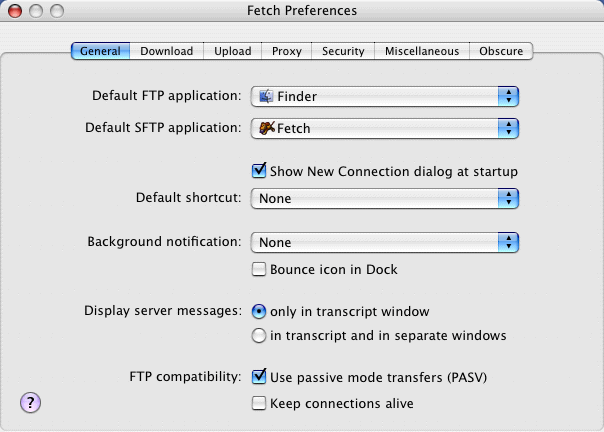 Fetch Preferences
General Download Upload Proxy Security Miscellaneous Obscure
Default FTP application: Finder
Default SFTP application: Fetch
Show New Connection dialog at startup
Default shortcut: None
Background notification: None
Bounce icon in Dock
Display server messages: only in transcript window
in transcript and in separate windows
FTP compatibility: Use passive mode transfers (PASV)
Keep connections alive
?